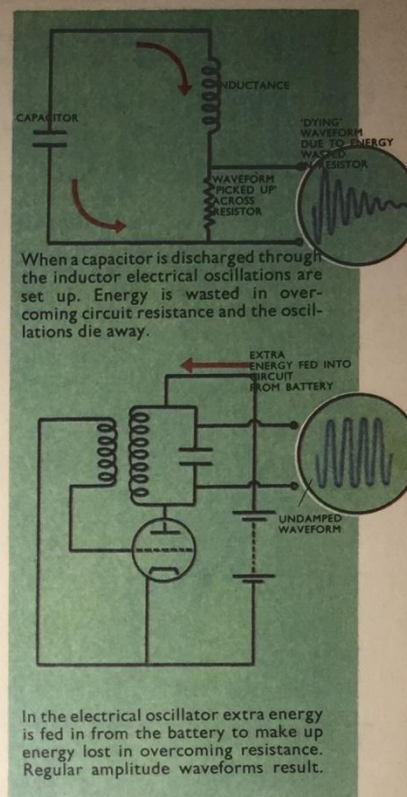 CAPACITOR
INDUCTANCE
'DYING'
WAVEFORM
DUE TO ENERGY
WASTED
IN RESISTOR
WAVEFORM
'PICKED UP'
ACROSS
RESISTOR
When a capacitor is discharged through
the inductor electrical oscillations are
set up. Energy is wasted in over-
coming circuit resistance and the oscil-
lations die away.
EXTRA
ENERGY FED INTO
CIRCUIT
FROM BATTERY
UNDAMPED
WAVEFORM
In the electrical oscillator extra energy
is fed in from the battery to make up
energy lost in overcoming resistance.
Regular amplitude waveforms result.